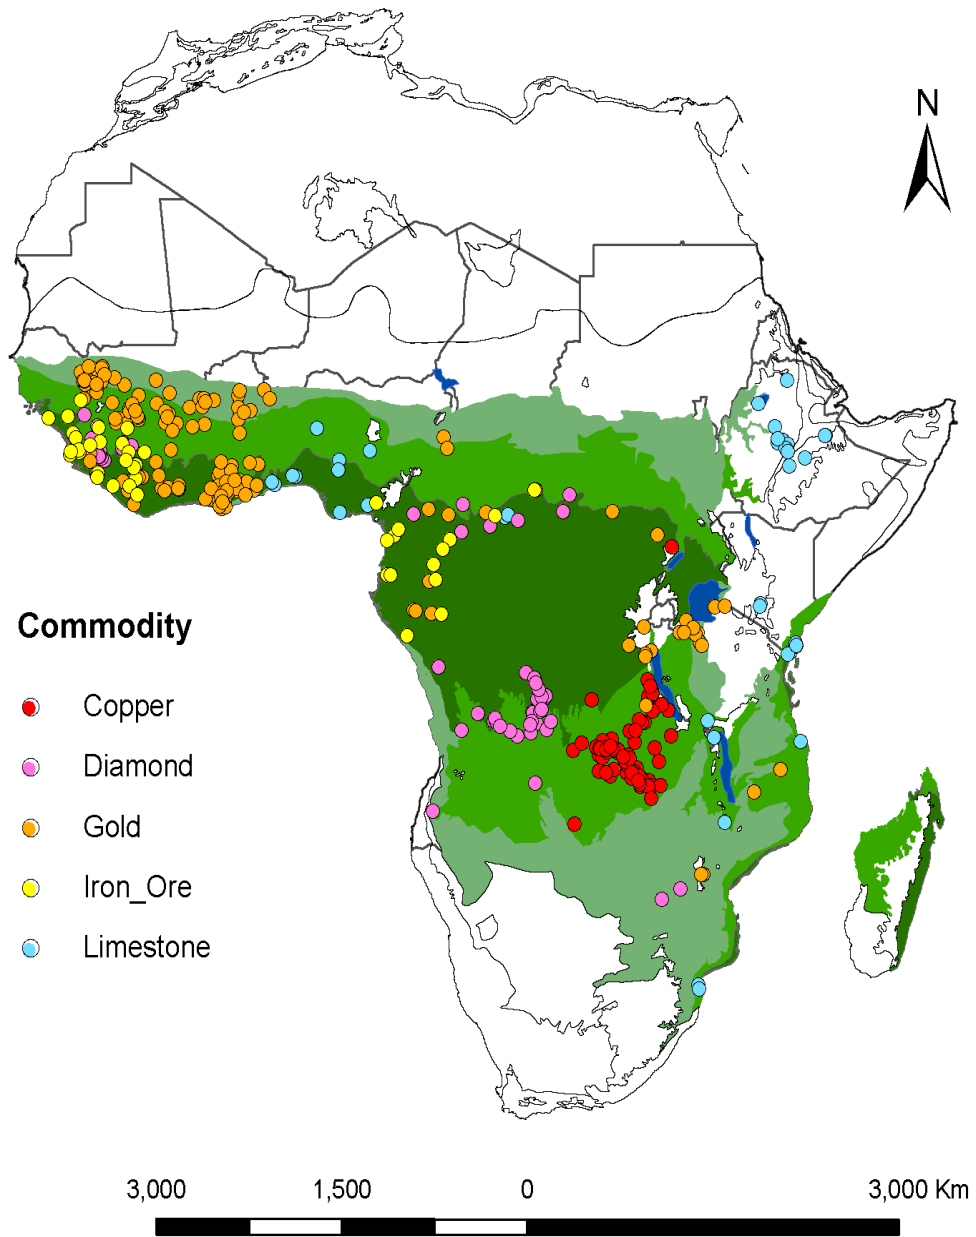 N
Commodity
Copper
Diamond
Gold
Iron_Ore
Limestone
3,000 1,500 0 3,000 Km